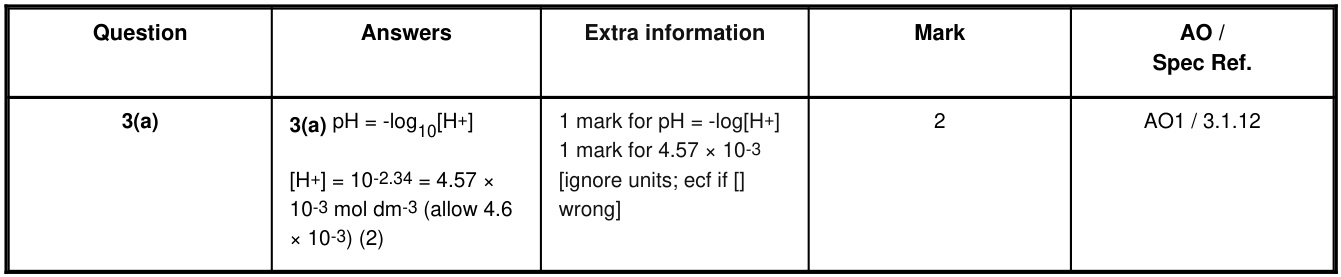 Question Answers Extra information Mark AO /
Spec Ref.
3(a) 3(a) pH = -log₁₀[H+] 1 mark for pH = -log[H+] 2 AO1 / 3.1.12
1 mark for 4.57 × 10-3
[H+] = 10-2.34 = 4.57 × [ignore units; ecf if []
10-3 mol dm-3 (allow 4.6 wrong]
× 10-3) (2)